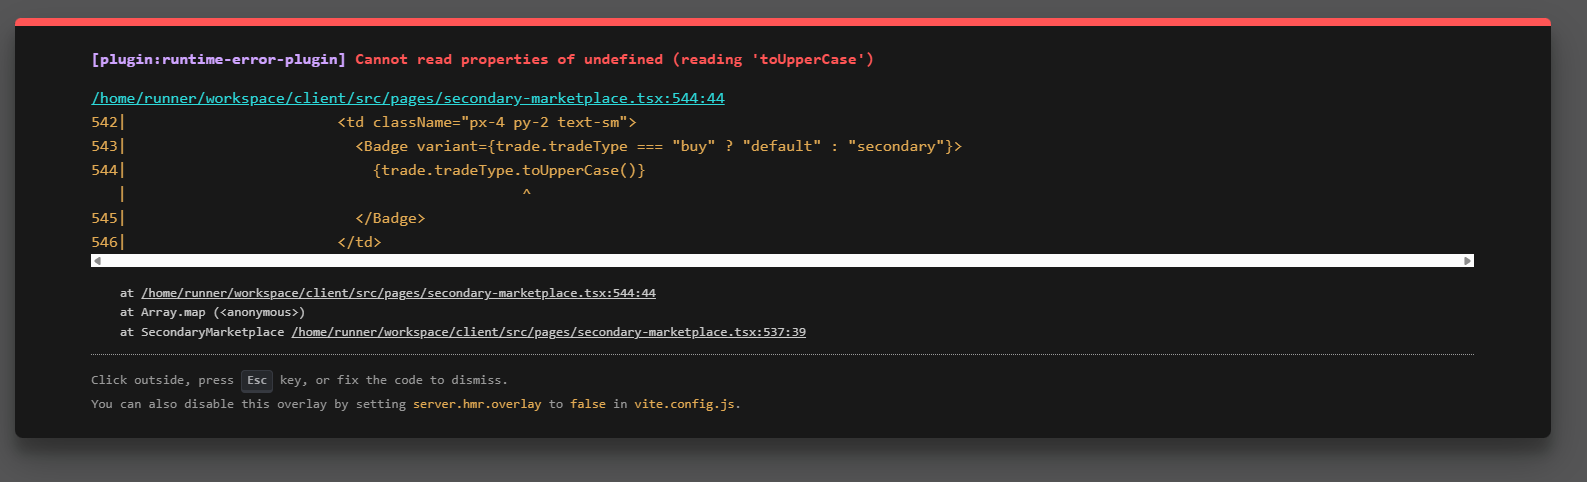 [plugin:runtime-error-plugin] Cannot read properties of undefined (reading 'toUpperCase')
/home/runner/workspace/client/src/pages/secondary-marketplace.tsx:544:44
542|                        <td className="px-4 py-2 text-sm">
543|                          <Badge variant={trade.tradeType === "buy" ? "default" : "secondary"}>
544|                            {trade.tradeType.toUpperCase()}
   |                                             ^
545|                          </Badge>
546|                        </td>
at /home/runner/workspace/client/src/pages/secondary-marketplace.tsx:544:44
at Array.map (<anonymous>)
at SecondaryMarketplace /home/runner/workspace/client/src/pages/secondary-marketplace.tsx:537:39
Click outside, press Esc key, or fix the code to dismiss.
You can also disable this overlay by setting server.hmr.overlay to false in vite.config.js.